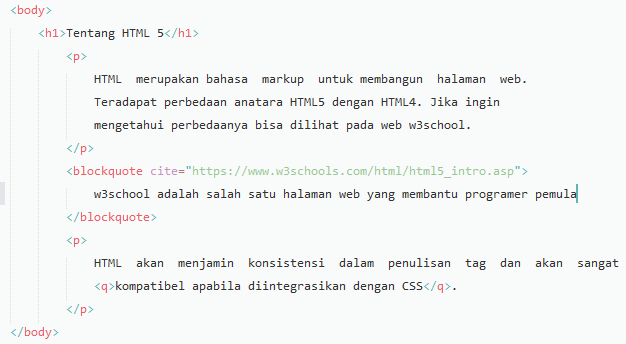 <body>
<h1>Tentang HTML 5</h1>
<p>
HTML merupakan bahasa markup untuk membangun halaman web.
Teradapat perbedaan anatara HTML5 dengan HTML4. Jika ingin
mengetahui perbedaanya bisa dilihat pada web w3school.
</p>
<blockquote cite="https://www.w3schools.com/html/html5_intro.asp">
w3school adalah salah satu halaman web yang membantu programer pemula
</blockquote>
<p>
HTML akan menjamin konsistensi dalam penulisan tag dan akan sangat
<q>kompatibel apabila diintegrasikan dengan CSS</q>.
</p>
</body>